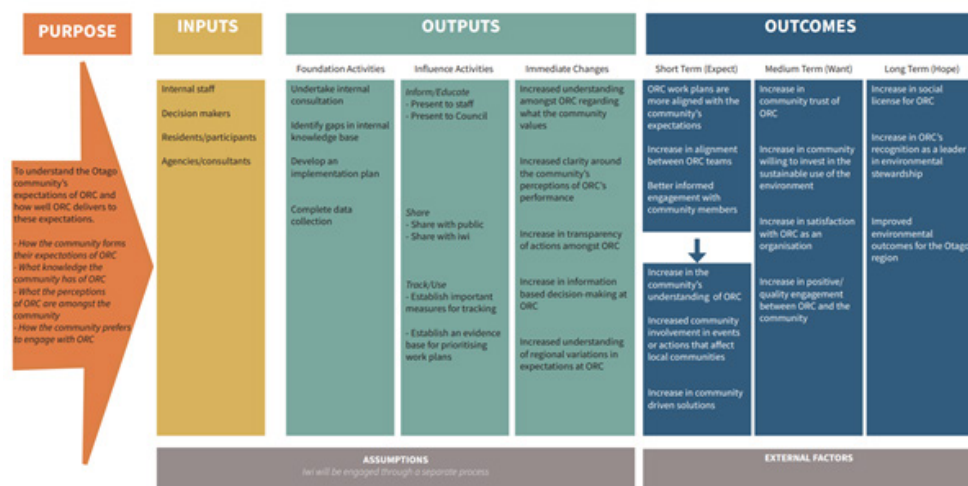 PURPOSE
To understand the Otago
community's
expectations of ORC and
how well ORC delivers to
these expectations.
- How the community forms
their expectations of ORC
- What knowledge the
community has of ORC
- What the perceptions
of ORC are amongst the
community
- How the community prefers
to engage with ORC
INPUTS
Internal staff
Decision makers
Residents/participants
Agencies/consultants
OUTPUTS
Foundation Activities
Undertake internal
consultation
Identify gaps in internal
knowledge base
Develop an
implementation plan
Complete data
collection
Influence Activities
Inform/Educate
- Present to staff
- Present to Council
Share
- Share with public
- Share with iwi
Track/Use
- Establish important
measures for tracking
- Establish an evidence
base for prioritising
work plans
Immediate Changes
Increased understanding
amongst ORC regarding
what the community
values
Increased clarity around
the community's
perceptions of ORC's
performance
Increase in transparency
of actions amongst ORC
Increase in information
based decision-making at
ORC
Increased understanding
of regional variations in
expectations at ORC
OUTCOMES
Short Term (Expect)
ORC work plans are
more aligned with the
community's
expectations
Increase in alignment
between ORC teams
Better informed
engagement with
community members
Increase in the
community's
understanding of ORC
Increased community
involvement in events
or actions that affect
local communities
Increase in community
driven solutions
Medium Term (Want)
Increase in
community trust of
ORC
Increase in community
willing to invest in the
sustainable use of the
environment
Increase in satisfaction
with ORC as an
organisation
Increase in positive/
quality engagement
between ORC and the
community
Long Term (Hope)
Increase in social
license for ORC
Increase in ORC's
recognition as a leader
in environmental
stewardship
Improved
environmental
outcomes for the Otago
region
ASSUMPTIONS
Iwi will be engaged through a separate process
EXTERNAL FACTORS